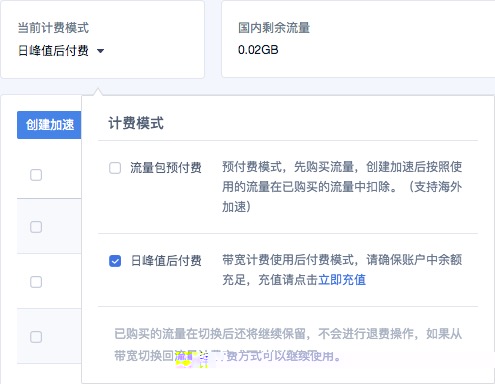 当前计费模式
国内剩余流量
日峰值后付费
0.02GB
创建加速
计费模式
流量包预付费
预付费模式，先购买流量，创建加速后按照使
用的流量在已购买的流量中扣除。（支持海外
加速）
日峰值后付费
带宽计费使用后付费模式，请确保账户中余额
充足，充值请点击立即充值
已购买的流量在切换后还将继续保留，不会进行退费操作，如果从
带宽切换回流量 费方式可以继续使用。